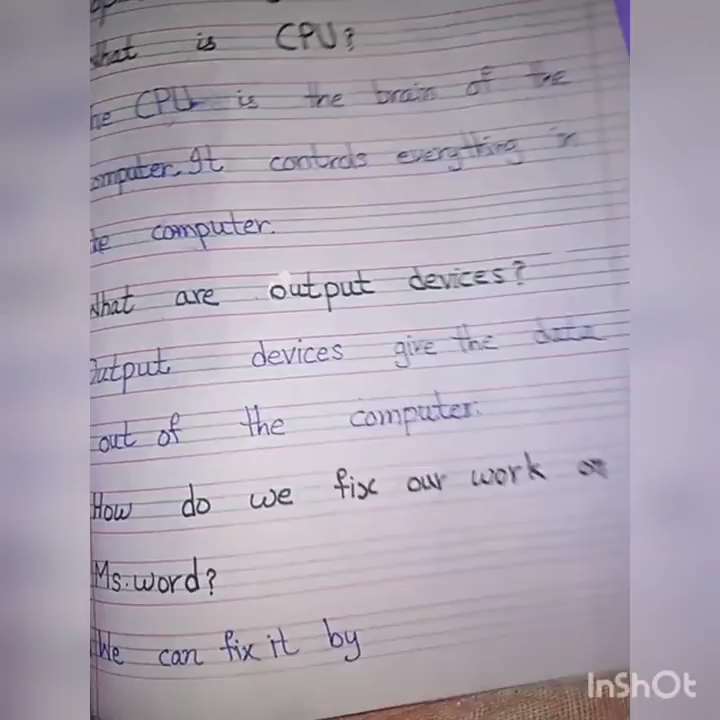 what is CPU?
The CPU is the brain of the
computer. It controls everything in
the computer.
What are output devices?
Output devices give the data
out of the computer.
How do we fix our work on
Ms. word?
We can fix it by
InShOt